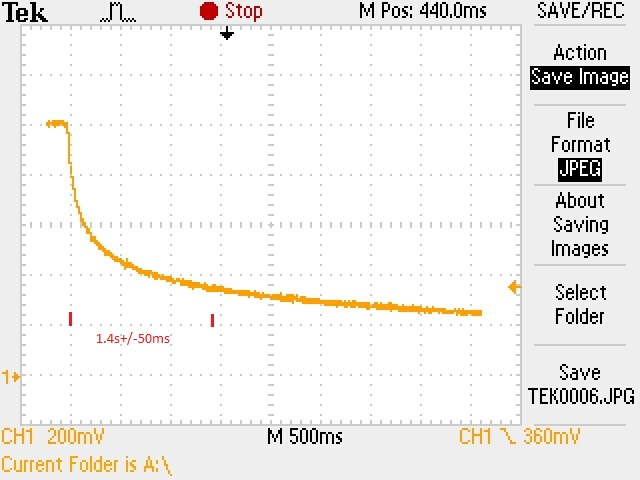 Tek Stop M Pos: 440.0ms SAVE/REC
Action
Save Image
File
Format
JPEG
About
Saving
Images
Select
Folder
1.4s+/-50ms
1
Save
TEK0006.JPG
CH1 200mV M 500ms CH1 360mV
Current Folder is A:\